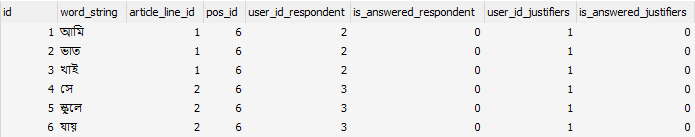 id word_string article_line_id pos_id user_id_respondent is_answered_respondent user_id_justifiers is_answered_justifiers
1 আমি 1 6 2 0 1 0
2 ভাত 1 6 2 0 1 0
3 খাই 1 6 2 0 1 0
4 সে 2 6 3 0 1 0
5 স্কুলে 2 6 3 0 1 0
6 যায় 2 6 3 0 1 0